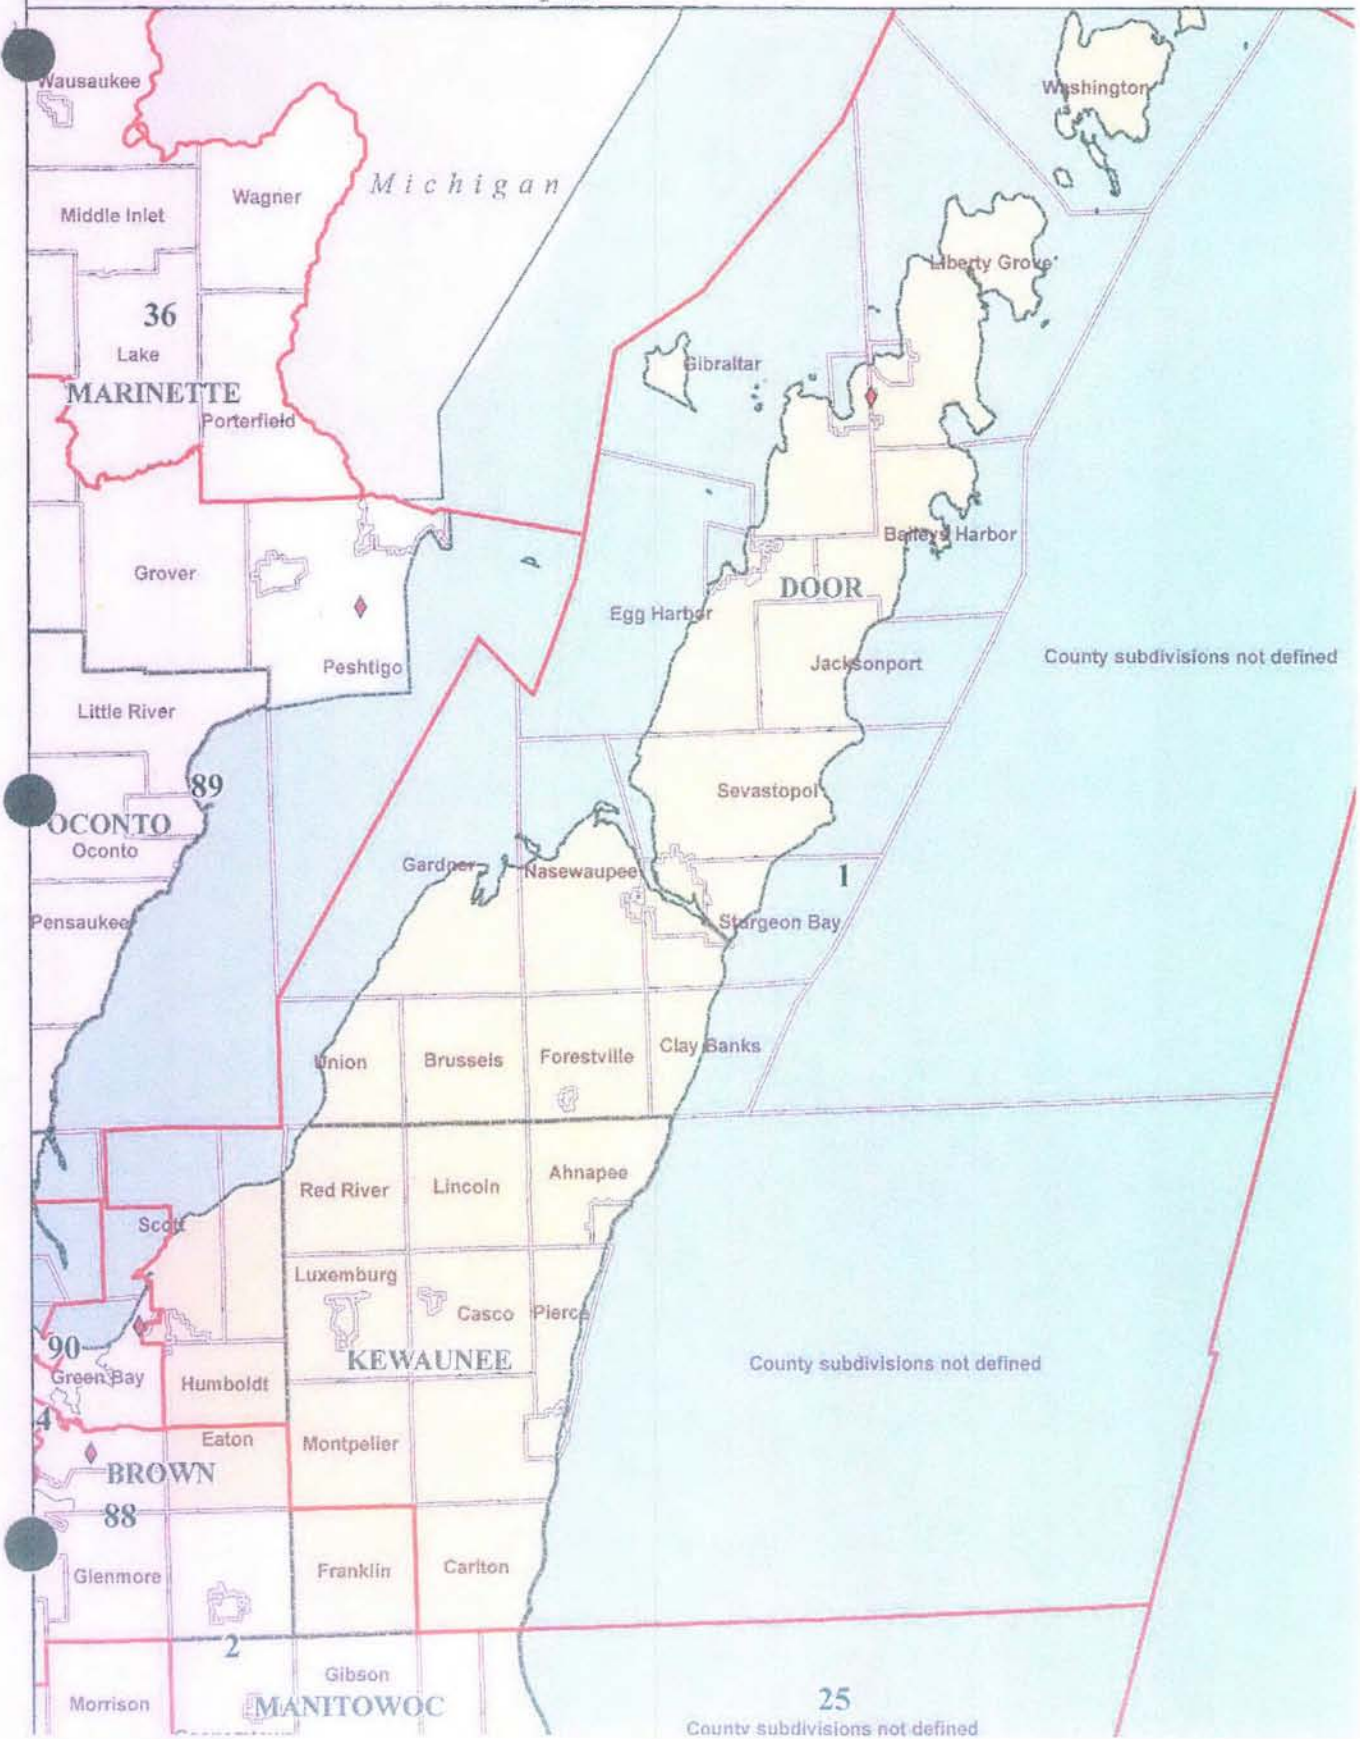 Wausaukee
Washington
Michigan
Wagner
Middle Inlet
Liberty Grove
36
Lake
Gibraltar
MARINETTE
Porterfield
Baileys Harbor
Grover
DOOR
Egg Harbor
Peshtigo
Jacksonport
County subdivisions not defined
Little River
89
Sevastopol
OCONTO
Oconto
Gardner
Nasewaupee
1
Pensaukee
Sturgeon Bay
Union
Brussels
Forestville
Clay Banks
Red River
Lincoln
Ahnapee
Scott
Luxemburg
Casco
Pierce
90
KEWAUNEE
County subdivisions not defined
Green Bay
Humboldt
4
Eaton
Montpelier
BROWN
88
Glenmore
Franklin
Carlton
2
Gibson
Morrison
MANITOWOC
25
County subdivisions not defined